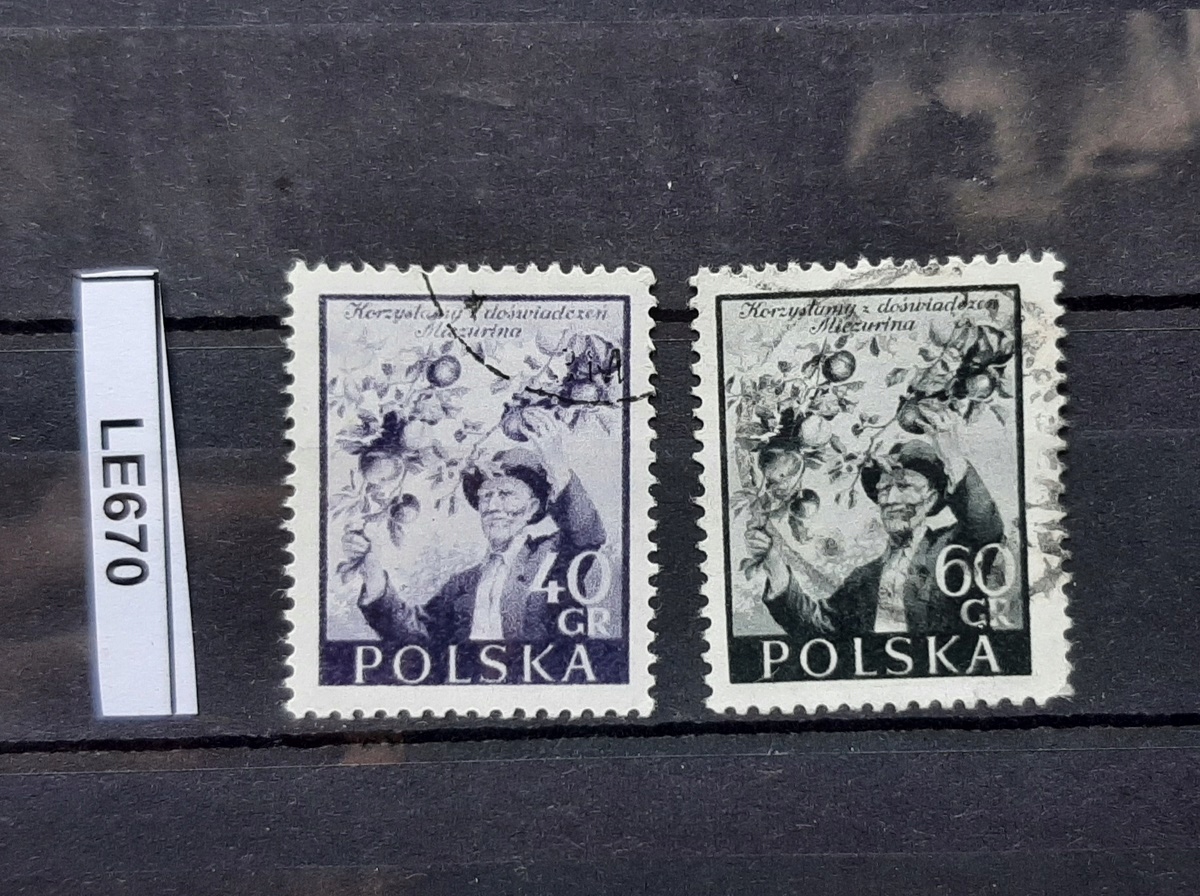 LE670
Korzystamy z doświadczeń
Miczurina
40
GR
POLSKA
Korzystamy z doświadczeń
Miczurina
60
GR
POLSKA